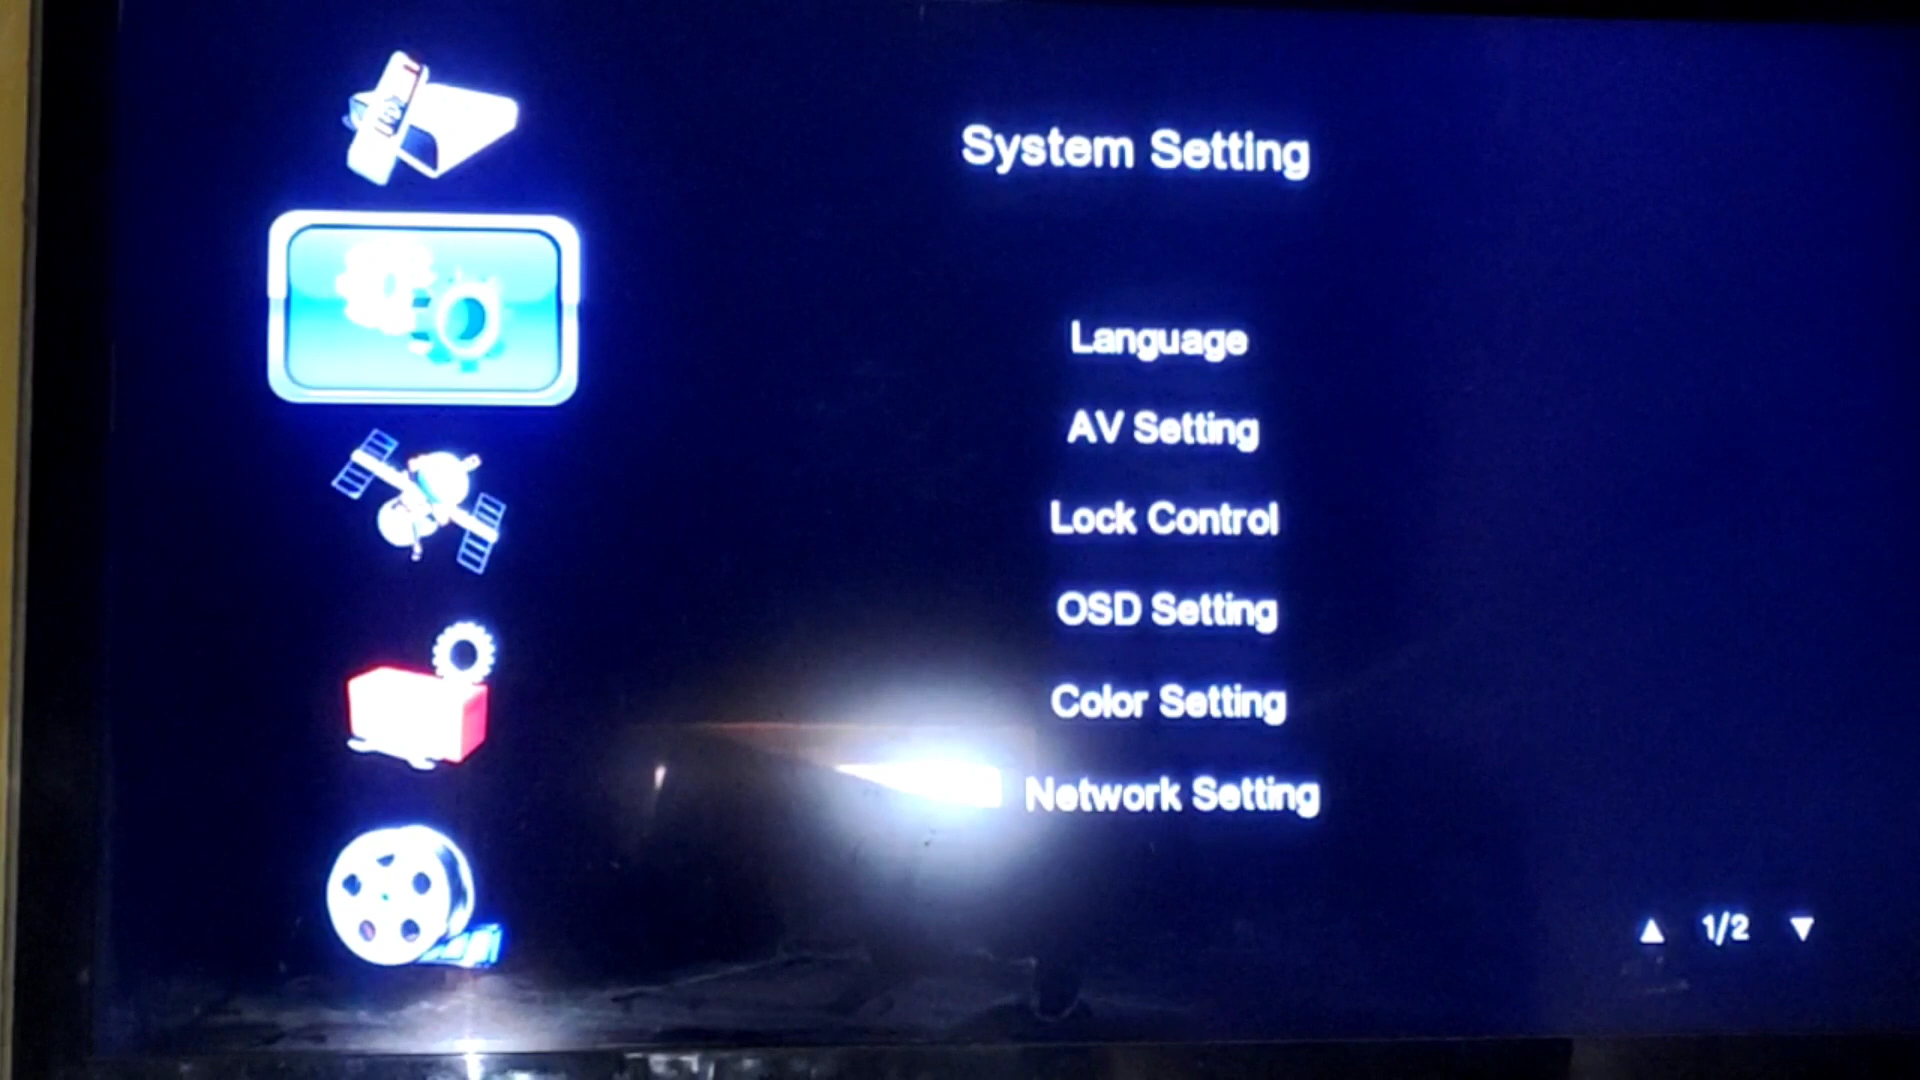 System Setting
Language
AV Setting
Lock Control
OSD Setting
Color Setting
Network Setting
▲ 1/2 ▼